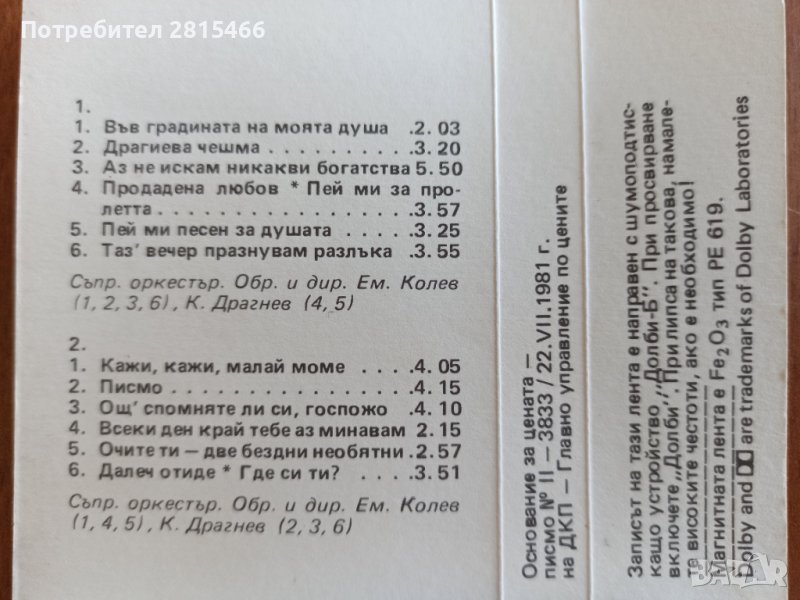 Потребител 2815466
1.
1. Във градината на моята душа .2. 03
2. Драгиева чешма . . . . . . . . . . .3. 20
3. Аз не искам никакви богатства 5. 50
4. Продадена любов * Пей ми за про-
летта . . . . . . . . . . . . . . . . . . . 3. 57
5. Пей ми песен за душата . . . . .3. 25
6. Таз' вечер празнувам разлъка .3. 55
Съпр. оркестър. Обр. и дир. Ем. Колев
(1, 2, 3, 6) , К. Драгнев (4, 5)
2.
1. Кажи, кажи, малай моме . . . .4. 05
2. Писмо . . . . . . . . . . . . . . . . . .4. 15
3. Ощ' спомняте ли си, госпожо . .4. 10
4. Всеки ден край тебе аз минавам 2. 15
5. Очите ти — две бездни необятни .2. 57
6. Далеч отиде * Где си ти? . . . . .3. 51
Съпр. оркестър. Обр. и дир. Ем. Колев
(1, 4, 5) , К. Драгнев (2, 3, 6)
Основание за цената —
писмо № II — 3833 / 22.VII.1981 г.
на ДКП — Главно управление по цените
Записът на тази лента е направен с шумоподтис-
кащо устройство „Долби-Б". При просвирване
включете „Долби". При липса на такова, намале-
те високите честоти, ако е необходимо!
Магнитната лента е Fe2O3 тип PE 619.
Dolby and are trademarks of Dolby Laboratories
bazar